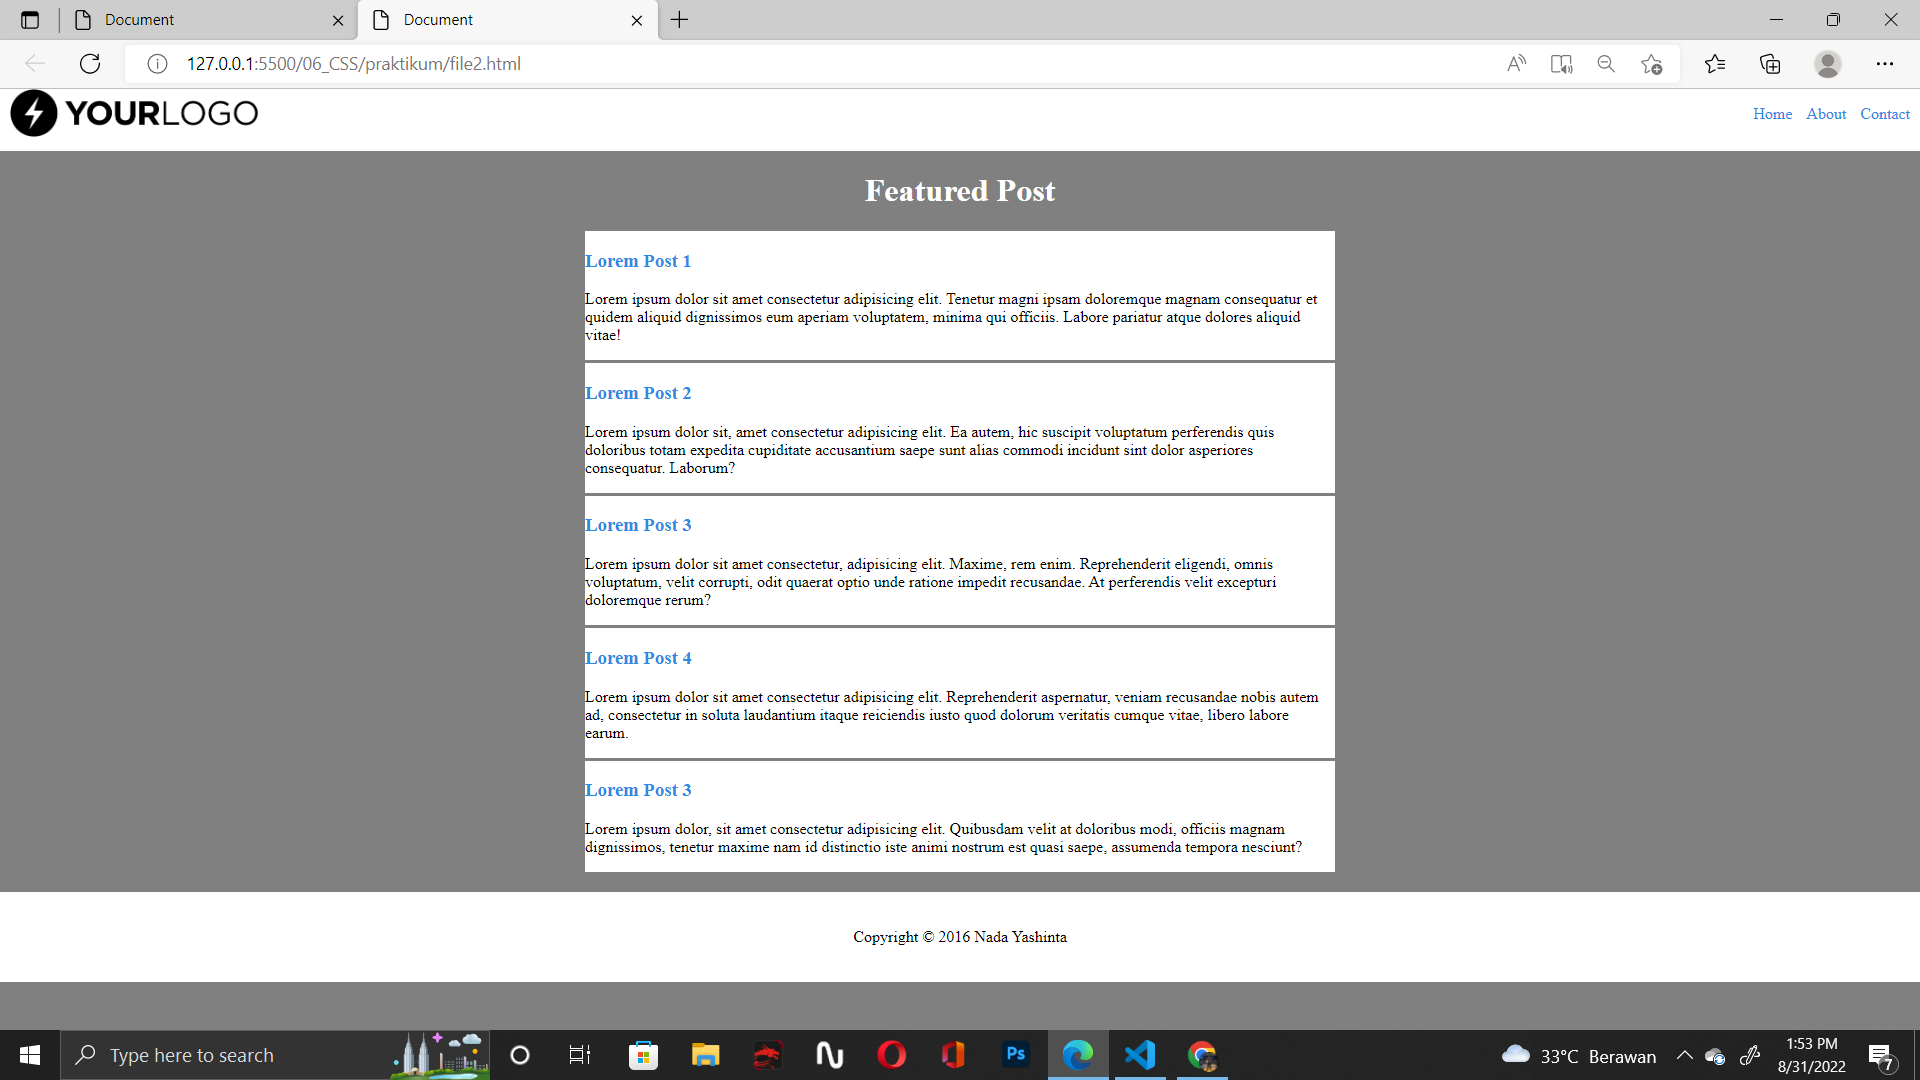 Document
Document
127.0.0.1:5500/06_CSS/praktikum/file2.html
YOURLOGO
Home About Contact
Featured Post
Lorem Post 1
Lorem ipsum dolor sit amet consectetur adipisicing elit. Tenetur magni ipsam doloremque magnam consequatur et
quidem aliquid dignissimos eum aperiam voluptatem, minima qui officiis. Labore pariatur atque dolores aliquid
vitae!
Lorem Post 2
Lorem ipsum dolor sit, amet consectetur adipisicing elit. Ea autem, hic suscipit voluptatum perferendis quis
doloribus totam expedita cupiditate accusantium saepe sunt alias commodi incidunt sint dolor asperiores
consequatur. Laborum?
Lorem Post 3
Lorem ipsum dolor sit amet consectetur, adipisicing elit. Maxime, rem enim. Reprehenderit eligendi, omnis
voluptatum, velit corrupti, odit quaerat optio unde ratione impedit recusandae. At perferendis velit excepturi
doloremque rerum?
Lorem Post 4
Lorem ipsum dolor sit amet consectetur adipisicing elit. Reprehenderit aspernatur, veniam recusandae nobis autem
ad, consectetur in soluta laudantium itaque reiciendis iusto quod dolorum veritatis cumque vitae, libero labore
earum.
Lorem Post 3
Lorem ipsum dolor, sit amet consectetur adipisicing elit. Quibusdam velit at doloribus modi, officiis magnam
dignissimos, tenetur maxime nam id distinctio iste animi nostrum est quasi saepe, assumenda tempora nesciunt?
Copyright © 2016 Nada Yashinta
Type here to search
Ps
33°C Berawan
1:53 PM
8/31/2022
7